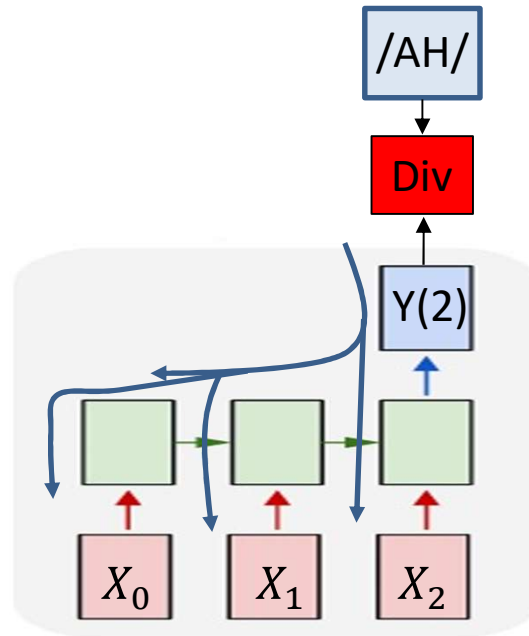 /AH/
Div
Y(2)
X₀ X₁ X₂